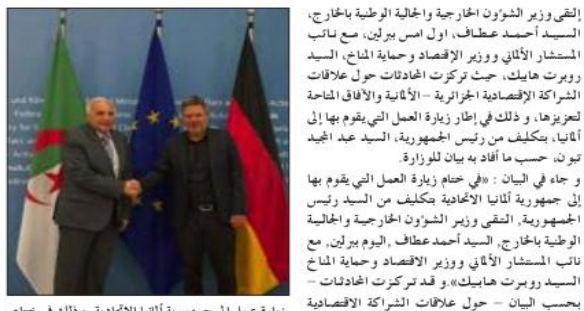 إلتقى وزير الشؤون الخارجية والجالية الوطنية بالخارج،
السيد أحمد عطاف، اول امس ببرلين، مع نائب
المستشار الألماني ووزير الإقتصاد وحماية المناخ، السيد
روبرت هابيك، حيث تركزت المحادثات حول علاقات
الشراكة الإقتصادية الجزائرية – الألمانية والآفاق المتاحة
لتعزيزها، و ذلك في إطار زيارة العمل التي يقوم بها إلى
ألمانيا، بتكليف من رئيس الجمهورية، السيد عبد المجيد
تبون، حسب ما أفاد به بيان للوزارة.
و جاء في البيان : «في ختام زيارة العمل التي يقوم بها
إلى جمهورية ألمانيا الاتحادية بتكليف من السيد رئيس
الجمهورية, التقى وزير الشؤون الخارجية والجالية
الوطنية بالخارج, السيد أحمد عطاف ,اليوم ببرلين, مع
نائب المستشار الألماني ووزير الاقتصاد وحماية المناخ
السيد روبرت هابيك».و قد تركزت المحادثات –
بحسب البيان – حول علاقات الشراكة الاقتصادية